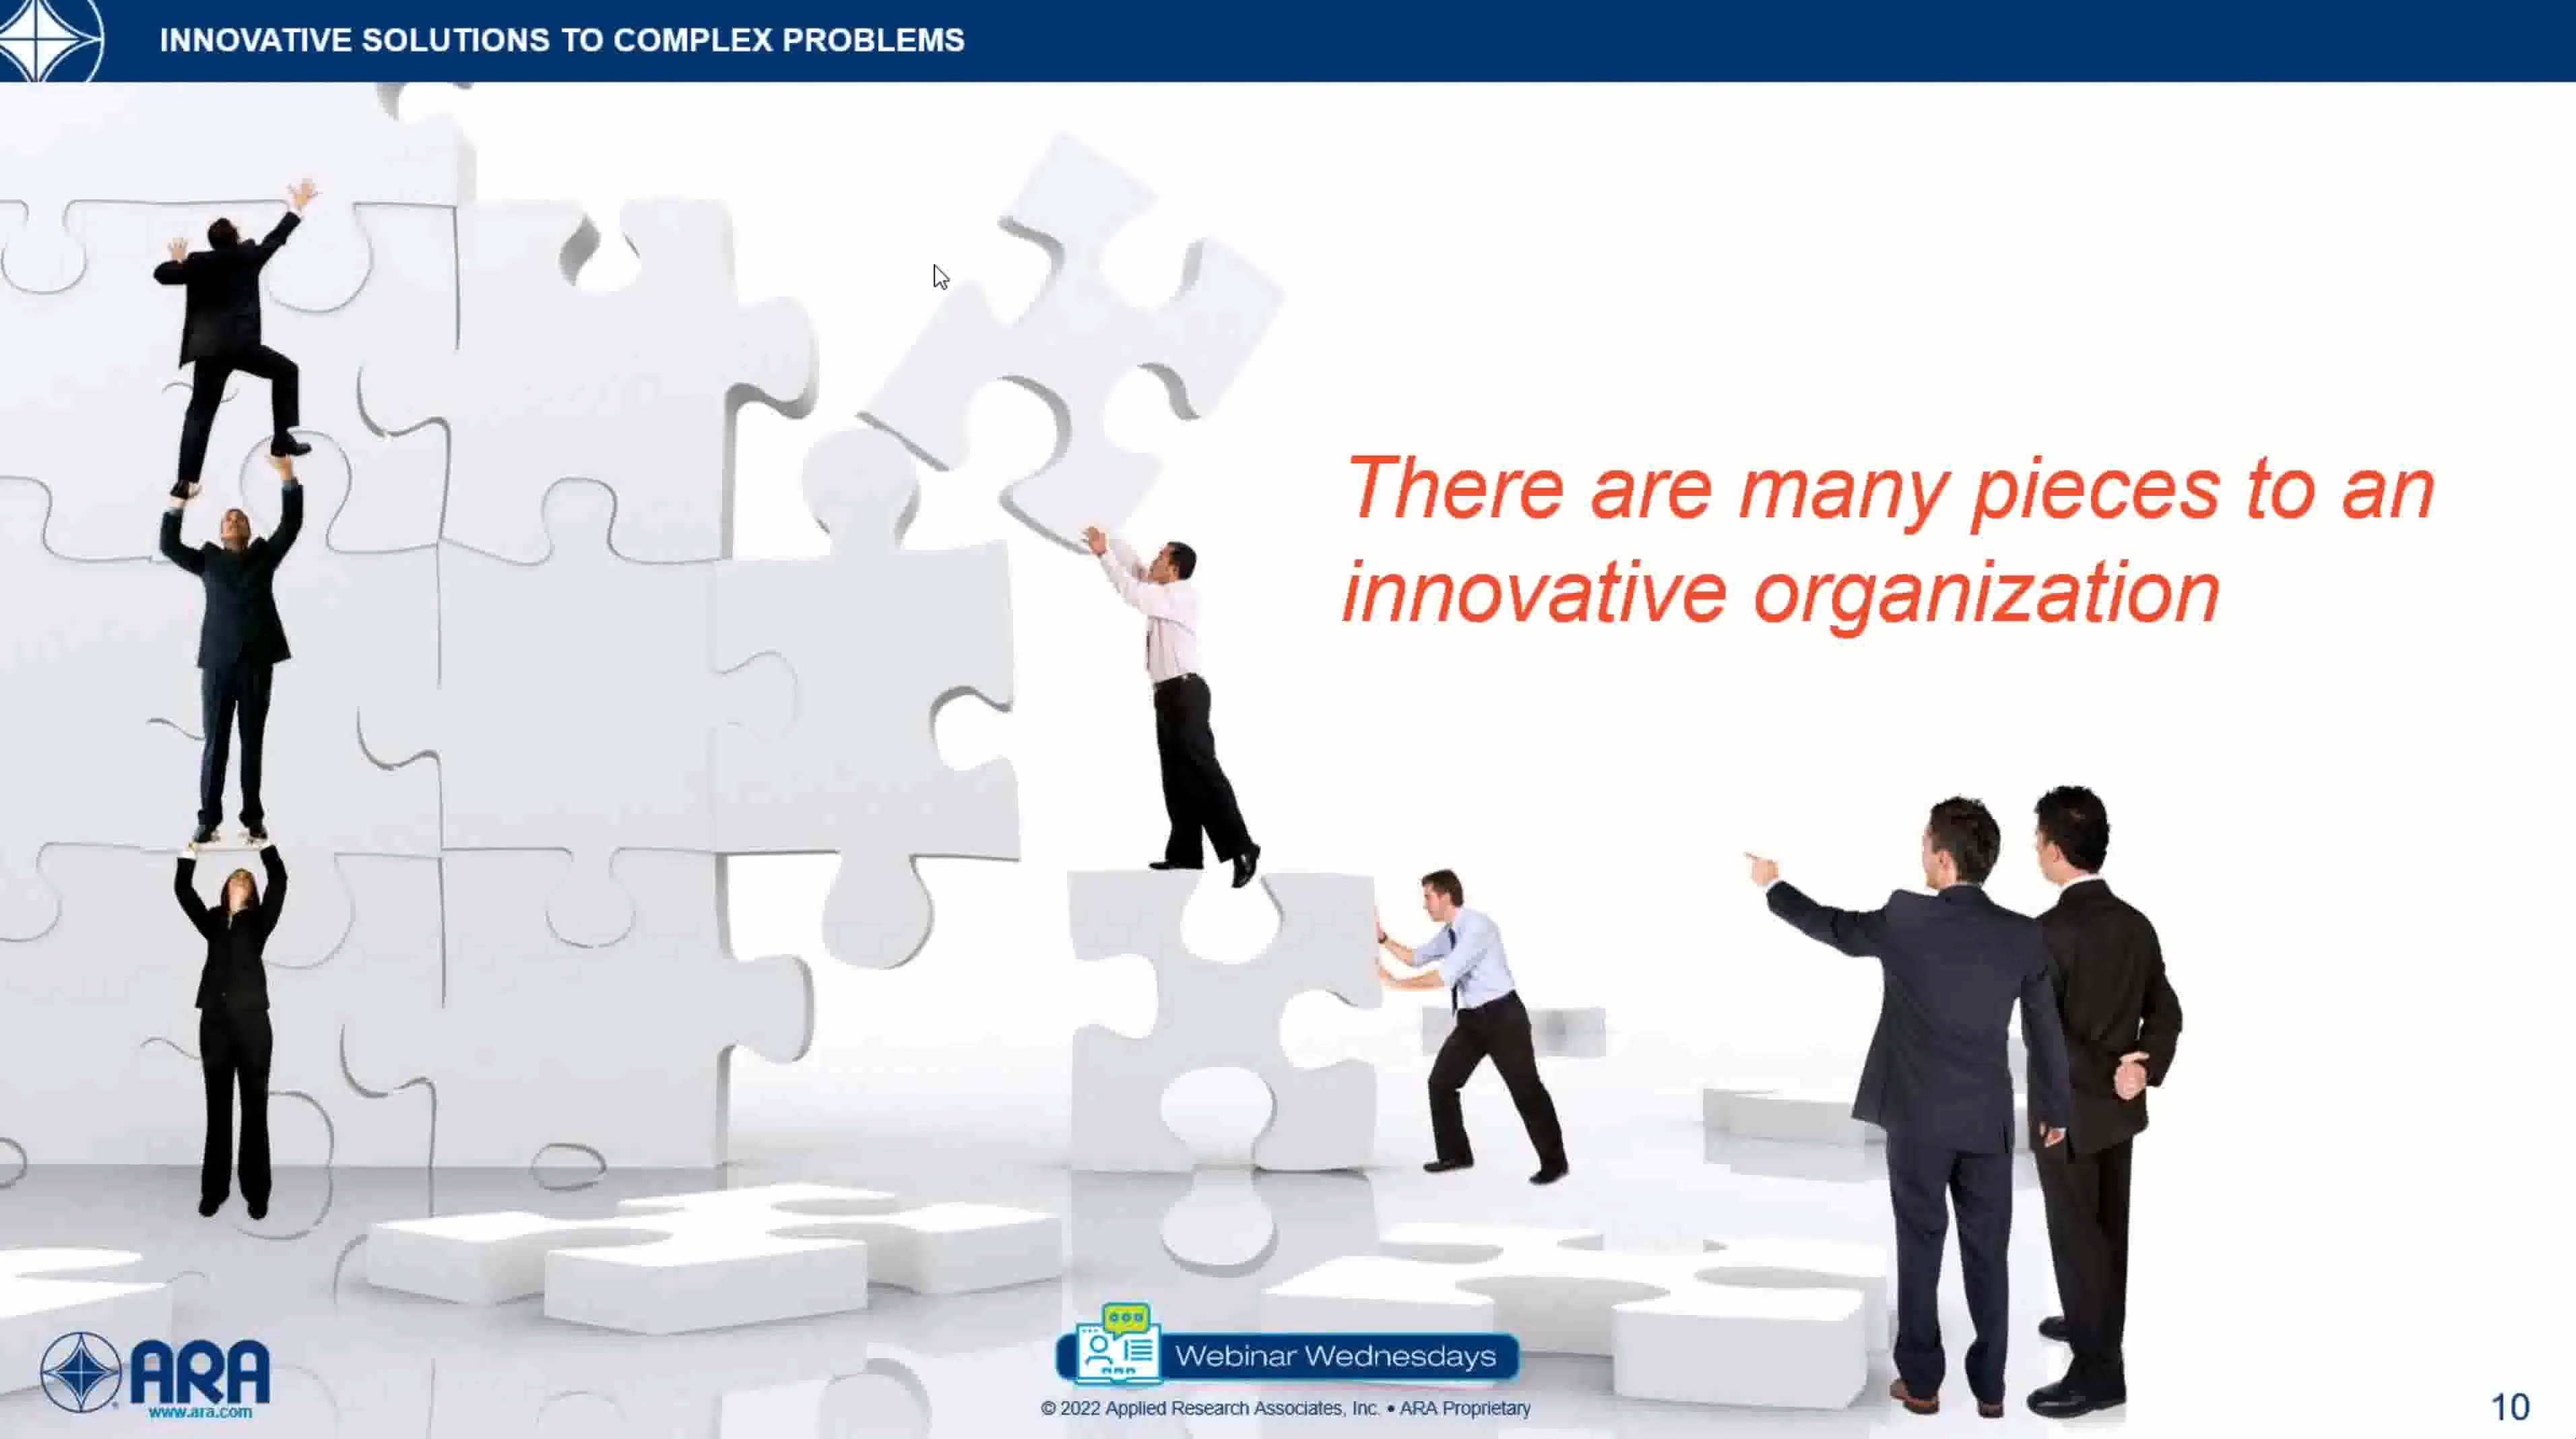 INNOVATIVE SOLUTIONS TO COMPLEX PROBLEMS
There are many pieces to an
innovative organization
ARA
www.ara.com
Webinar Wednesdays
© 2022 Applied Research Associates, Inc. • ARA Proprietary
10